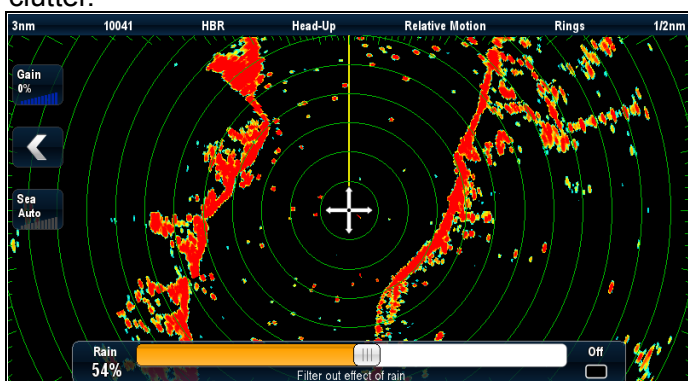 clutter.
3nm 10041 HBR Head-Up Relative Motion Rings 1/2nm
Gain
0%
Sea
Auto
Rain Off
54%
Filter out effect of rain